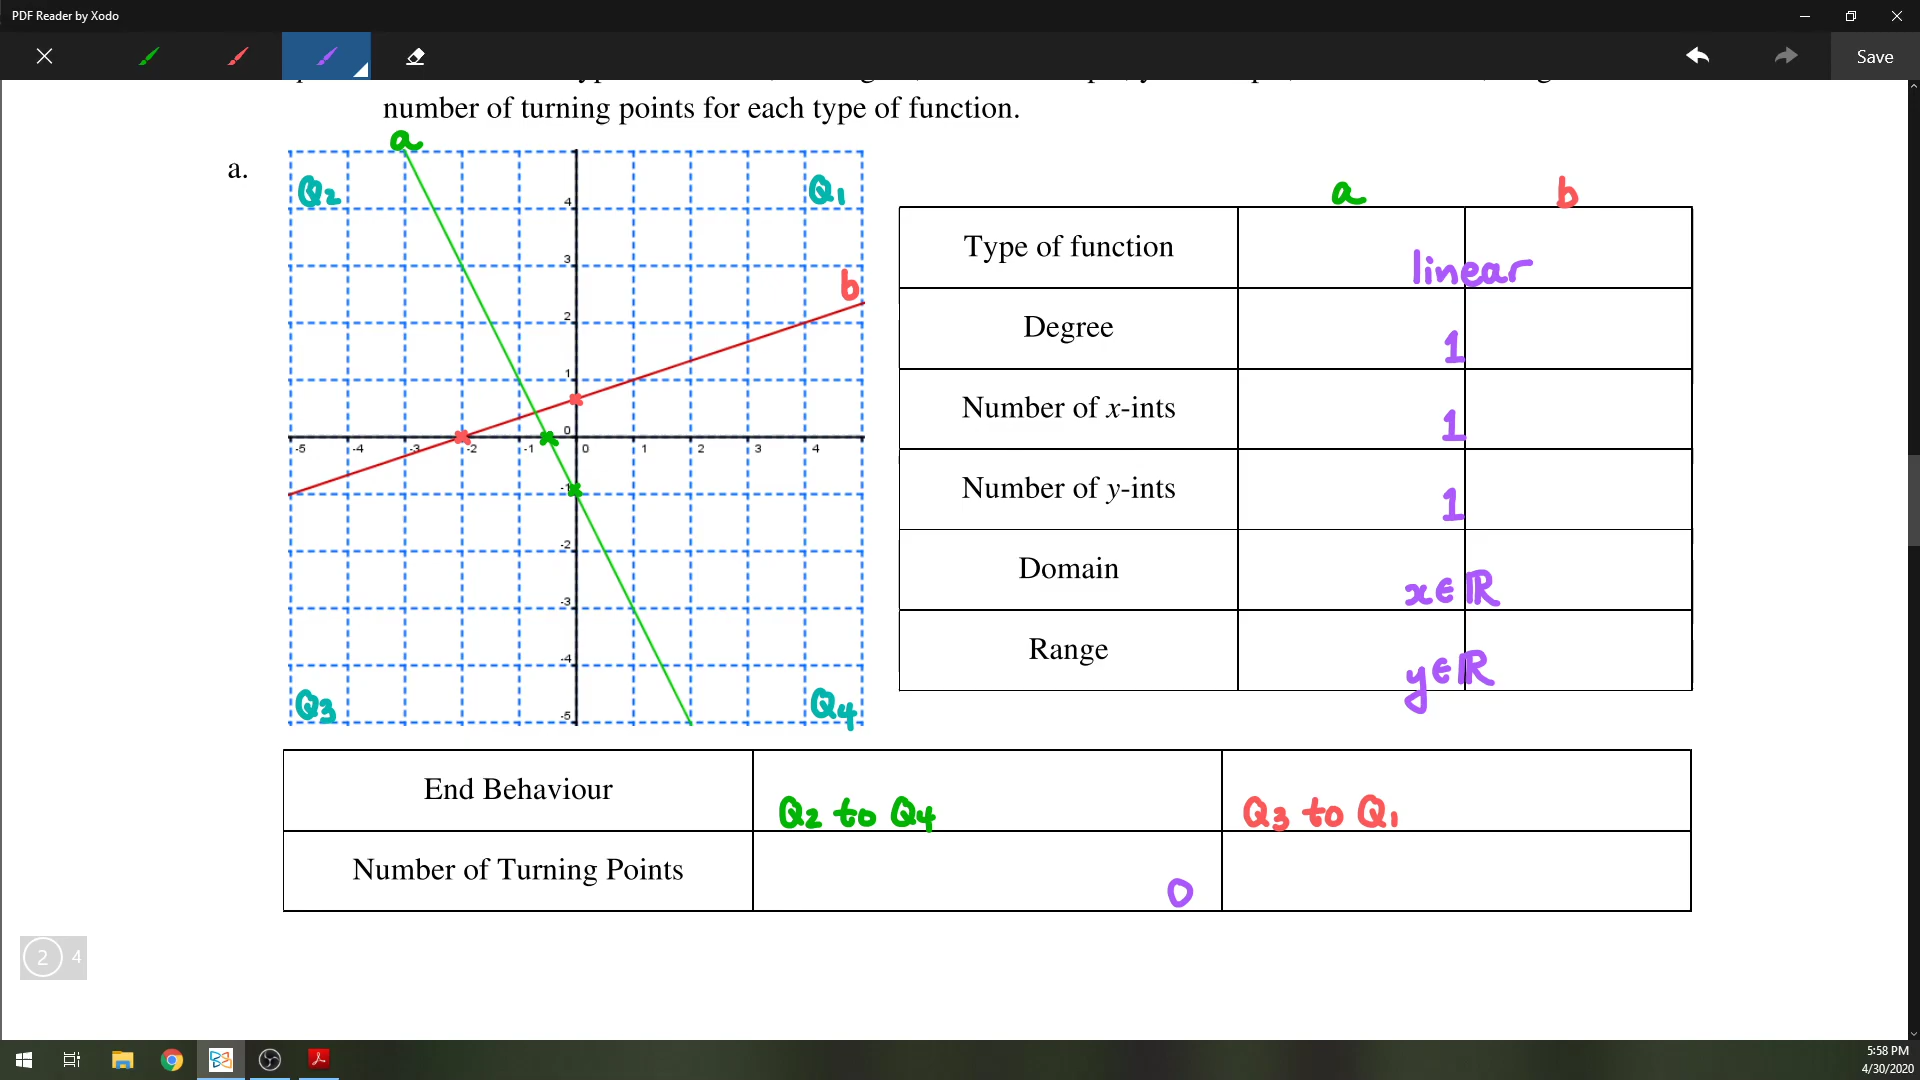 PDF Reader by Xodo
Save
number of turning points for each type of function.
a.
a
Q2
Q1
b
4
3
2
1
0
-5 -4 -3 -2 -1 0 1 2 3 4
-1
-2
-3
-4
-5
Q3
Q4
a b
Type of function linear
Degree 1
Number of x-ints 1
Number of y-ints 1
Domain x∈ℝ
Range y∈ℝ
End Behaviour Q2 to Q4 Q3 to Q1
Number of Turning Points 0
2 4
5:58 PM
4/30/2020